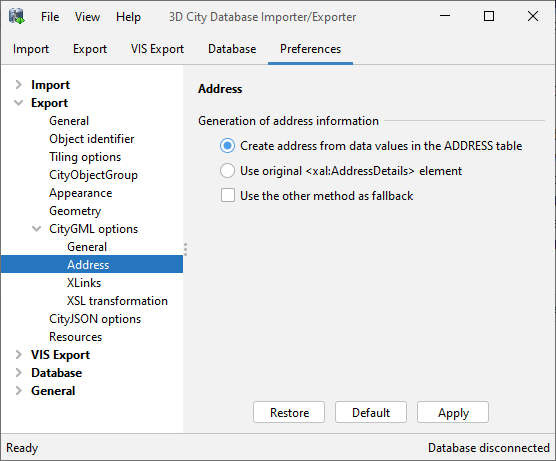 File View Help 3D City Database Importer/Exporter
Import Export VIS Export Database Preferences
Import
Export
General
Object identifier
Tiling options
CityObjectGroup
Appearance
Geometry
CityGML options
General
Address
XLinks
XSL transformation
CityJSON options
Resources
VIS Export
Database
General
Address
Generation of address information
Create address from data values in the ADDRESS table
Use original <xal:AddressDetails> element
Use the other method as fallback
Restore Default Apply
Ready Database disconnected